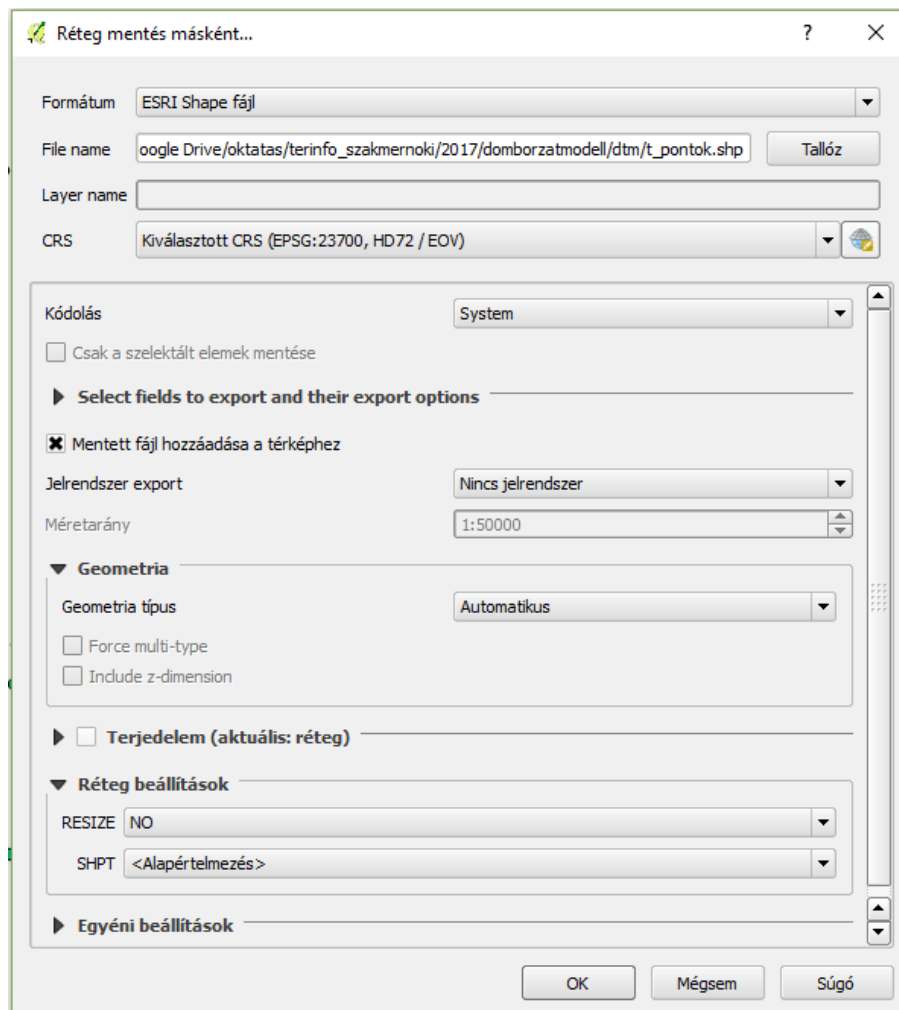 Réteg mentés másként...
Formátum ESRI Shape fájl
File name oogle Drive/oktatas/terinfo_szakmernoki/2017/domborzatmodell/dtm/t_pontok.shp Tallóz
Layer name
CRS Kiválasztott CRS (EPSG:23700, HD72 / EOV)
Kódolás System
Csak a szelektált elemek mentése
Select fields to export and their export options
Mentett fájl hozzáadása a térképhez
Jelrendszer export Nincs jelrendszer
Méretarány 1:50000
Geometria
Geometria típus Automatikus
Force multi-type
Include z-dimension
Terjedelem (aktuális: réteg)
Réteg beállítások
RESIZE NO
SHPT <Alapértelmezés>
Egyéni beállítások
OK Mégsem Súgó